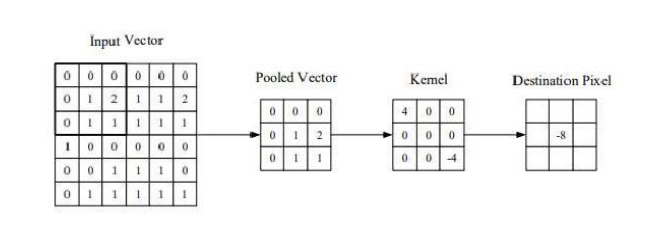 Input Vector
Pooled Vector
Kernel
Destination Pixel
0 0 0 0 0 0
0 1 2 1 1 2
0 1 1 1 1 1
1 0 0 0 0 0
0 0 1 1 1 0
0 1 1 1 1 1
0 0 0
0 1 2
0 1 1
4 0 0
0 0 0
0 0 -4
-8